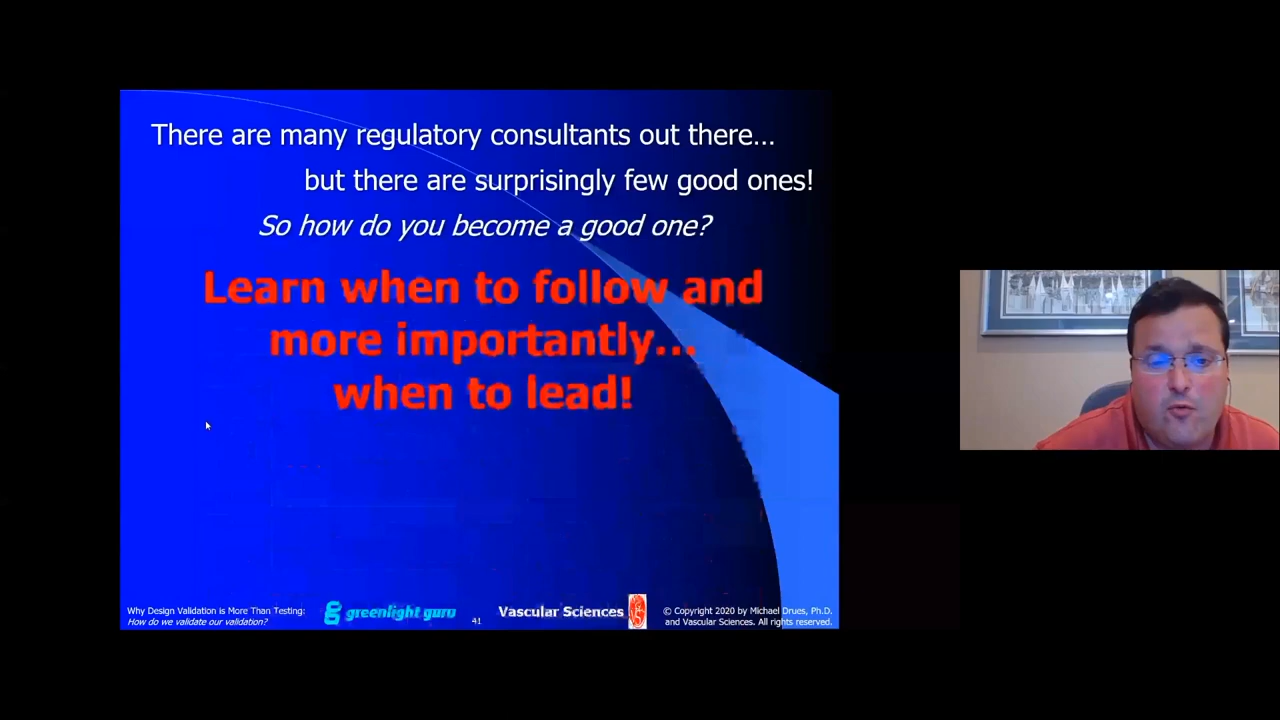 There are many regulatory consultants out there...
but there are surprisingly few good ones!
So how do you become a good one?
Learn when to follow and
more importantly...
when to lead!
Why Design Validation is More Than Testing:
How do we validate our validation?
greenlight guru
41
Vascular Sciences
© Copyright 2020 by Michael Drues, Ph.D.
and Vascular Sciences. All rights reserved.